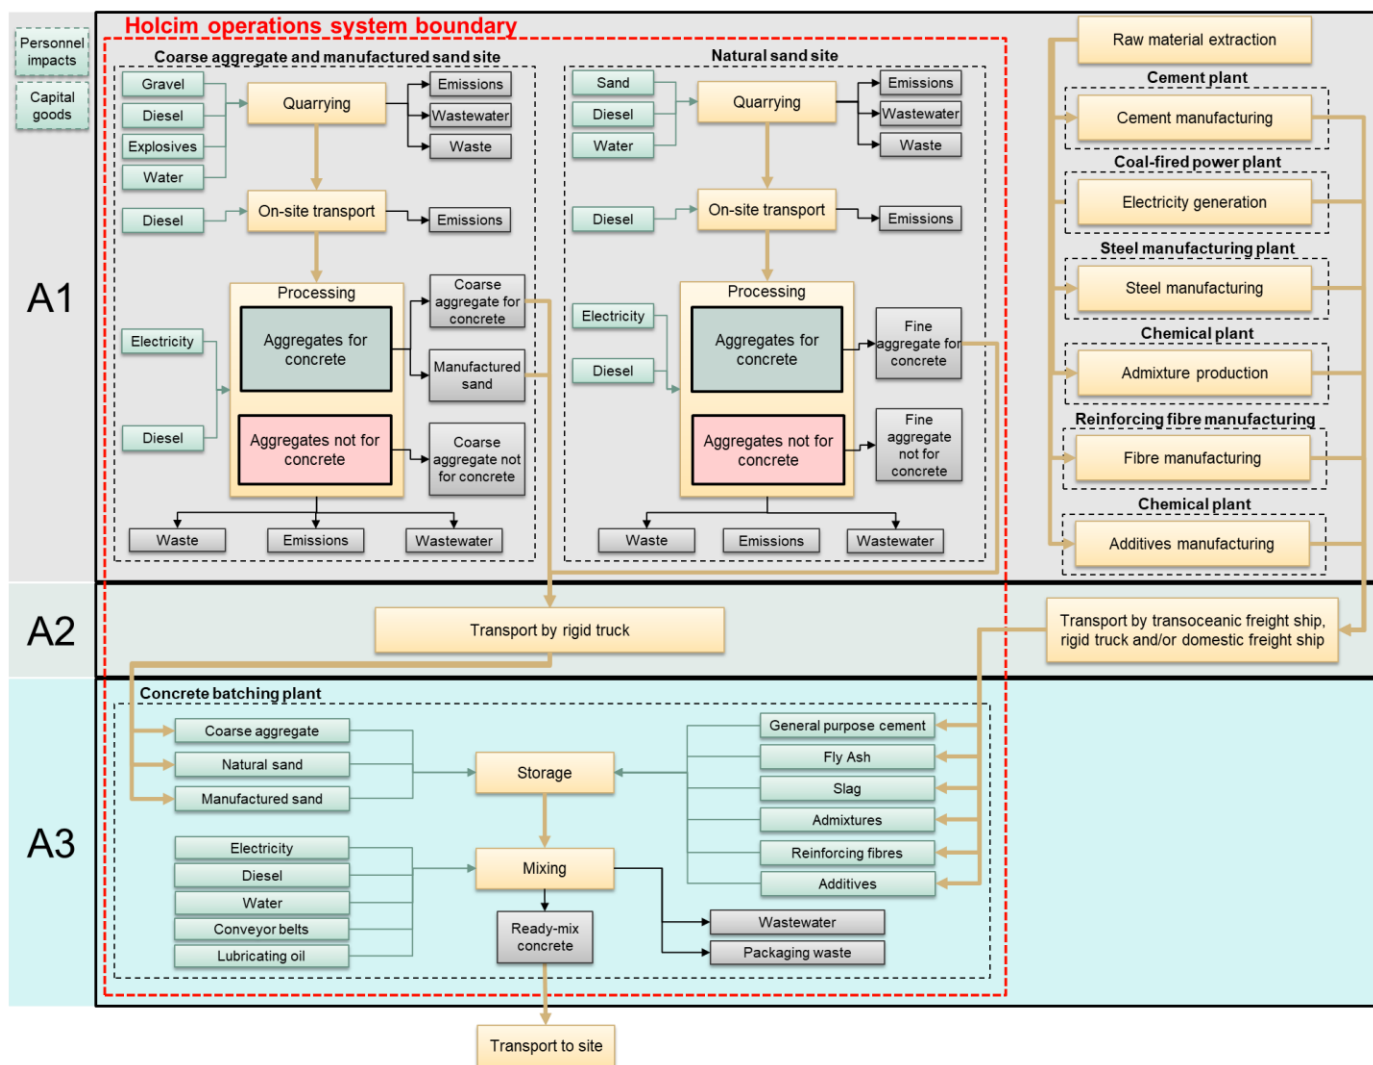 Holcim operations system boundary
Personnel
impacts
Capital
goods
A1
Coarse aggregate and manufactured sand site
Gravel
Diesel
Explosives
Water
Quarrying
Emissions
Wastewater
Waste
Diesel
On-site transport
Emissions
Processing
Aggregates for
concrete
Aggregates not for
concrete
Electricity
Diesel
Coarse
aggregate for
concrete
Manufactured
sand
Coarse
aggregate not
for concrete
Waste
Emissions
Wastewater
Natural sand site
Sand
Diesel
Water
Quarrying
Emissions
Wastewater
Waste
Diesel
On-site transport
Emissions
Processing
Aggregates for
concrete
Aggregates not for
concrete
Electricity
Diesel
Fine
aggregate for
concrete
Fine
aggregate
not for
concrete
Waste
Emissions
Wastewater
Raw material extraction
Cement plant
Cement manufacturing
Coal-fired power plant
Electricity generation
Steel manufacturing plant
Steel manufacturing
Chemical plant
Admixture production
Reinforcing fibre manufacturing
Fibre manufacturing
Chemical plant
Additives manufacturing
A2
Transport by rigid truck
Transport by transoceanic freight ship,
rigid truck and/or domestic freight ship
A3
Concrete batching plant
Coarse aggregate
Natural sand
Manufactured sand
Electricity
Diesel
Water
Conveyor belts
Lubricating oil
Storage
Mixing
Ready-mix
concrete
General purpose cement
Fly Ash
Slag
Admixtures
Reinforcing fibres
Additives
Wastewater
Packaging waste
Transport to site